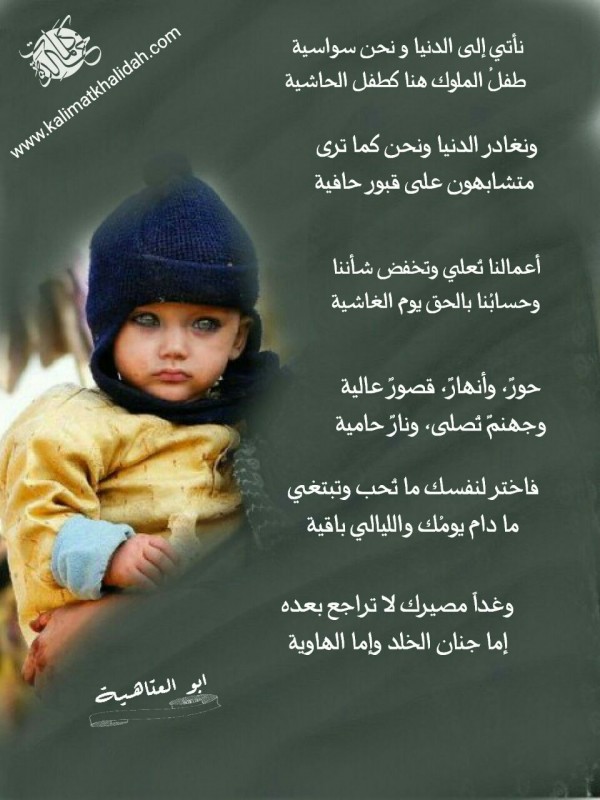 www.kalimatkhalidah.com
نأتي إلى الدنيا و نحن سواسية
طفلُ الملوك هنا كطفل الحاشية
ونغادر الدنيا ونحن كما ترى
متشابهون على قبور حافية
أعمالنا تُعلي وتخفض شأننا
وحسابُنا بالحق يوم الغاشية
حورٌ، وأنهارٌ، قصورٌ عالية
وجهنمٌ تُصلى، ونارٌ حامية
فاختر لنفسك ما تُحب وتبتغي
ما دام يومُك والليالي باقية
وغداً مصيرك لا تراجع بعده
إما جنان الخلد وإما الهاوية
ابو العتاهية